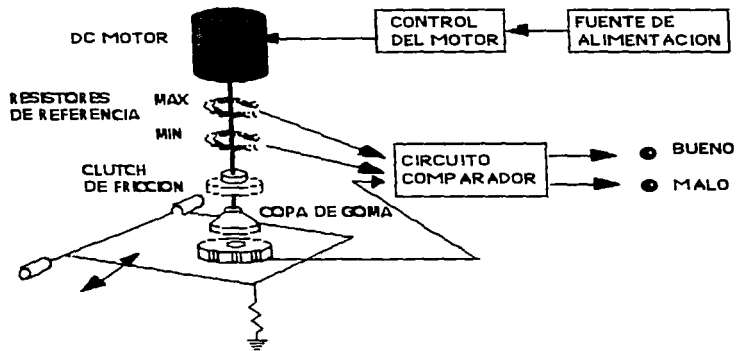 DC MOTOR
CONTROL
DEL MOTOR
FUENTE DE
ALIMENTACION
RESISTORES
DE REFERENCIA
MAX
MIN
CIRCUITO
COMPARADOR
BUENO
MALO
CLUTCH
DE FRICCION
COPA DE GOMA